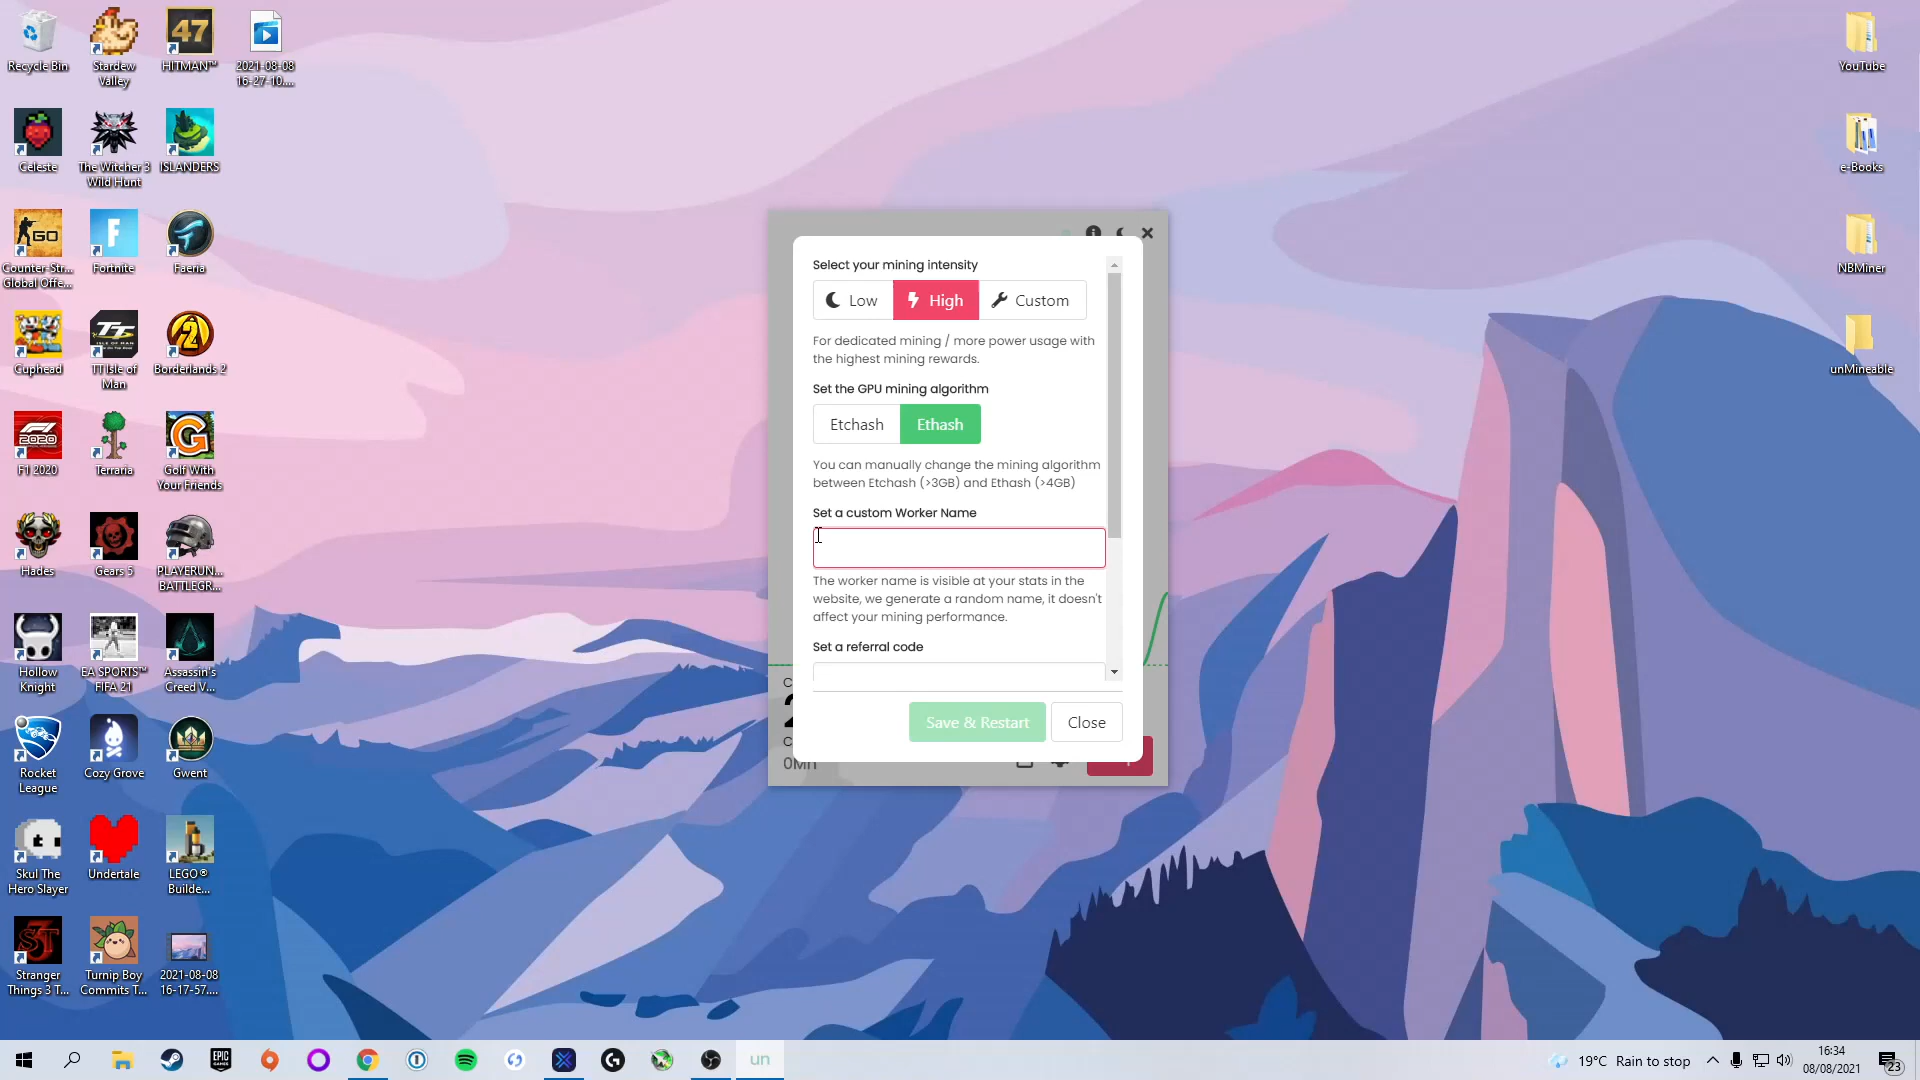 Recycle Bin
Stardew
Valley
HITMAN™
2021-08-08
16-27-10....
Celeste
The Witcher 3
Wild Hunt
ISLANDERS
Counter-Str...
Global Offe...
Fortnite
Faeria
Cuphead
TT Isle of
Man
Borderlands 2
F1 2020
Terraria
Golf With
Your Friends
Hades
Gears 5
PLAYERUN...
BATTLEGR...
Hollow
Knight
EA SPORTS™
FIFA 21
Assassin's
Creed V...
Rocket
League
Cozy Grove
Gwent
Skul The
Hero Slayer
Undertale
LEGO®
Builde...
Stranger
Things 3 T...
Turnip Boy
Commits T...
2021-08-08
16-17-57....
Select your mining intensity
Low
High
Custom
For dedicated mining / more power usage with
the highest mining rewards.
Set the GPU mining algorithm
Etchash
Ethash
You can manually change the mining algorithm
between Etchash (>3GB) and Ethash (>4GB)
Set a custom Worker Name
The worker name is visible at your stats in the
website, we generate a random name, it doesn't
affect your mining performance.
Set a referral code
Save & Restart
Close
YouTube
e-Books
NBMiner
unMineable
un
19°C Rain to stop
16:34
08/08/2021
23